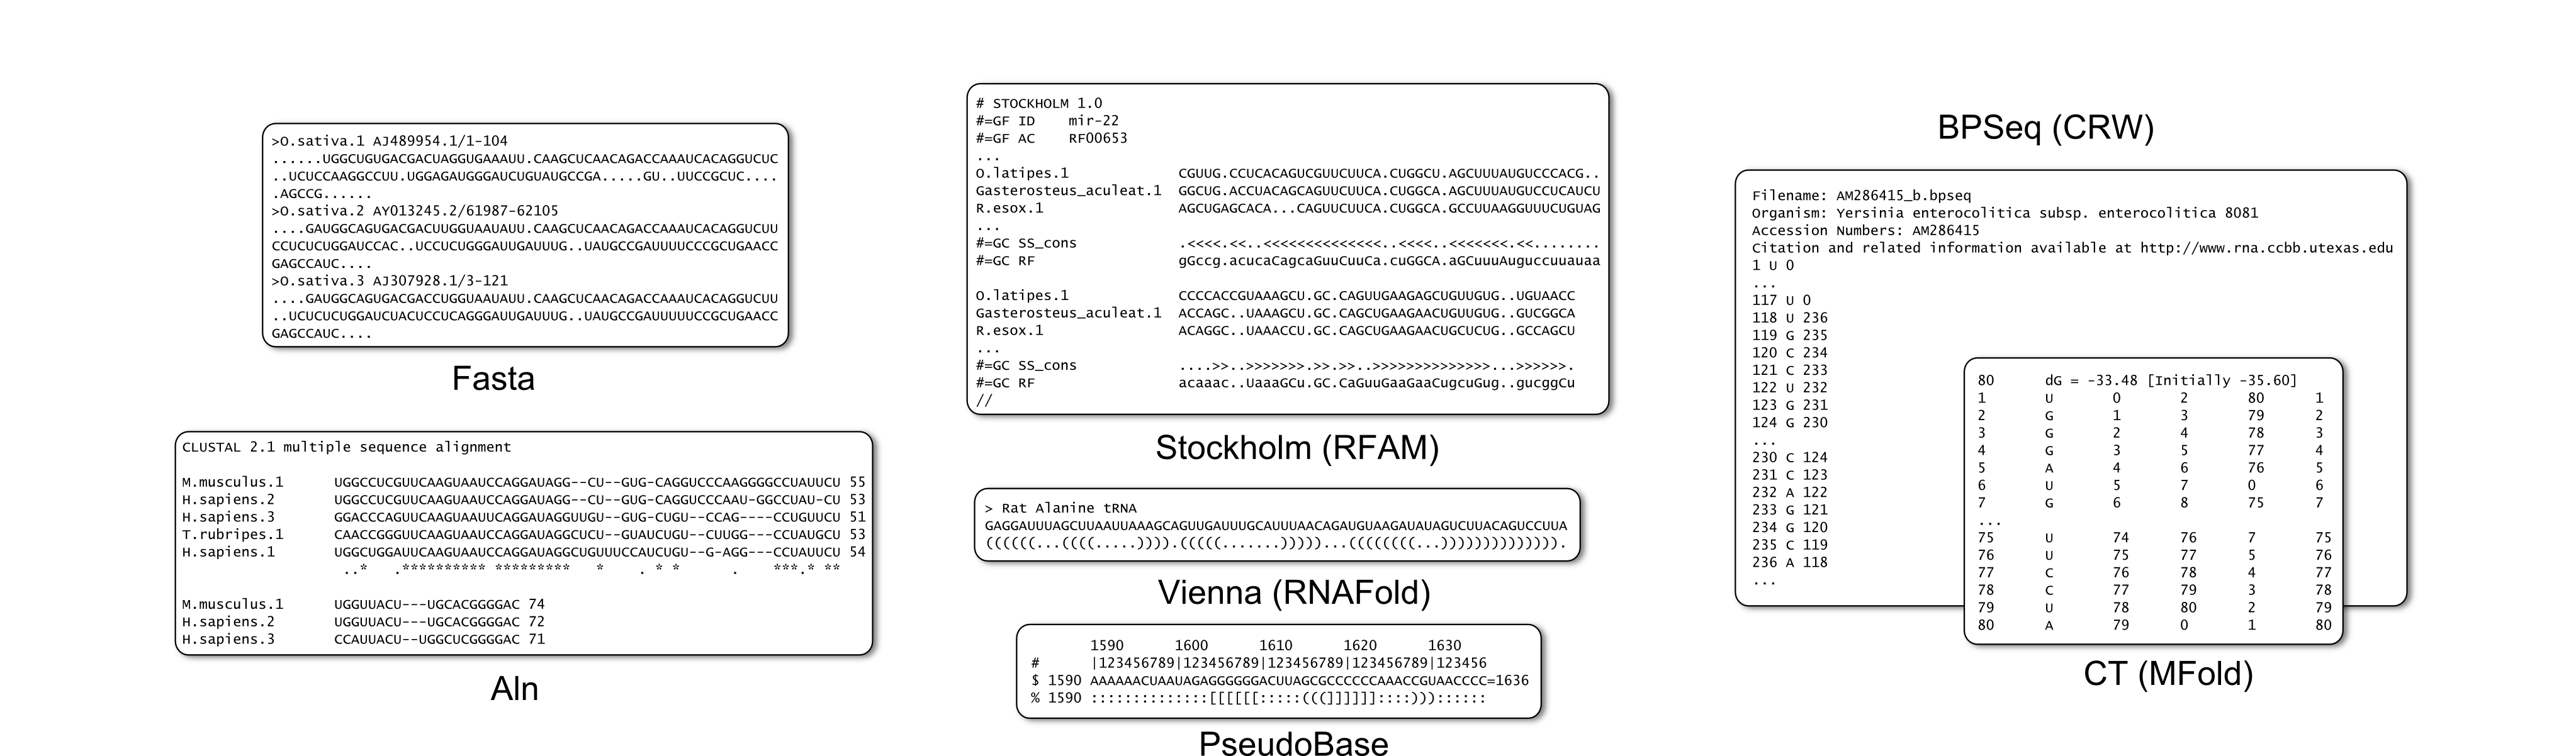 >O.sativa.1 AJ489954.1/1-104
......UGGCUGUGACGACUAGGUGAAAUU.CAAGCUCAACAGACCAAAUCACAGGUCUC
..UCUCCAAGGCCUU.UGGAGAUGGGAUCUGUAUGCCGA.....GU..UUCCGCUC....
.AGCCG......
>O.sativa.2 AY013245.2/61987-62105
....GAUGGCAGUGACGACUUGGUAAUAUU.CAAGCUCAACAGACCAAAUCACAGGUCUU
CCUCUCUGGAUCCAC..UCCUCUGGGAUUGAUUUG..UAUGCCGAUUUUCCCGCUGAACC
GAGCCAUC....
>O.sativa.3 AJ307928.1/3-121
....GAUGGCAGUGACGACCUGGUAAUAUU.CAAGCUCAACAGACCAAAUCACAGGUCUU
..UCUCUCUGGAUCUACUCCUCAGGGAUUGAUUUG..UAUGCCGAUUUUUCCGCUGAACC
GAGCCAUC....
Fasta
CLUSTAL 2.1 multiple sequence alignment
M.musculus.1      UGGCCUCGUUCAAGUAAUCCAGGAUAGG--CU--GUG-CAGGUCCCAAGGGGCCUAUUCU 55
H.sapiens.2       UGGCCUCGUUCAAGUAAUCCAGGAUAGG--CU--GUG-CAGGUCCCAAU-GGCCUAU-CU 53
H.sapiens.3       GGACCCAGUUCAAGUAAUUCAGGAUAGGUUGU--GUG-CUGU--CCAG----CCUGUUCU 51
T.rubripes.1      CAACCGGGUUCAAGUAAUCCAGGAUAGGCUCU--GUAUCUGU--CUUGG---CCUAUGCU 53
H.sapiens.1       UGGCUGGAUUCAAGUAAUCCAGGAUAGGCUGUUUCCAUCUGU--G-AGG---CCUAUUCU 54
..*   .********** *********   *    . * *      .    ***.* **
M.musculus.1      UGGUUACU---UGCACGGGGAC 74
H.sapiens.2       UGGUUACU---UGCACGGGGAC 72
H.sapiens.3       CCAUUACU--UGGCUCGGGGAC 71
Aln
# STOCKHOLM 1.0
#=GF ID    mir-22
#=GF AC    RF00653
...
O.latipes.1             CGUUG.CCUCACAGUCGUUCUUCA.CUGGCU.AGCUUUAUGUCCCACG..
Gasterosteus_aculeat.1  GGCUG.ACCUACAGCAGUUCUUCA.CUGGCA.AGCUUUAUGUCCUCAUCU
R.esox.1                AGCUGAGCACA...CAGUUCUUCA.CUGGCA.GCCUUAAGGUUUCUGUAG
...
#=GC SS_cons            .<<<<.<<..<<<<<<<<<<<<<<..<<<<..<<<<<<<.<<........
#=GC RF                 gGccg.acucaCagcaGuuCuuCa.cuGGCA.aGCuuuAuguccuuauaa
O.latipes.1             CCCCACCGUAAAGCU.GC.CAGUUGAAGAGCUGUUGUG..UGUAACC
Gasterosteus_aculeat.1  ACCAGC..UAAAGCU.GC.CAGCUGAAGAACUGUUGUG..GUCGGCA
R.esox.1                ACAGGC..UAAACCU.GC.CAGCUGAAGAACUGCUCUG..GCCAGCU
...
#=GC SS_cons            ....>>..>>>>>>>.>>.>>..>>>>>>>>>>>>>>...>>>>>>.
#=GC RF                 acaaac..UaaaGCu.GC.CaGuuGaaGaaCugcuGug..gucggCu
//
Stockholm (RFAM)
> Rat Alanine tRNA
GAGGAUUUAGCUUAAUUAAAGCAGUUGAUUUGCAUUUAACAGAUGUAAGAUAUAGUCUUACAGUCCUUA
((((((...((((.....)))).(((((.......)))))...((((((((...)))))))))))))).
Vienna (RNAFold)
1590      1600      1610      1620      1630
#      |123456789|123456789|123456789|123456789|123456
$ 1590 AAAAAACUAAUAGAGGGGGGACUUAGCGCCCCCCAAACCGUAACCCC=1636
% 1590 ::::::::::::::[[[[[[:::::(((]]]]]]::::)))::::::
PseudoBase
BPSeq (CRW)
Filename: AM286415_b.bpseq
Organism: Yersinia enterocolitica subsp. enterocolitica 8081
Accession Numbers: AM286415
Citation and related information available at http://www.rna.ccbb.utexas.edu
1 U 0
...
117 U 0
118 U 236
119 G 235
120 C 234
121 C 233
122 U 232
123 G 231
124 G 230
...
230 C 124
231 C 123
232 A 122
233 G 121
234 G 120
235 C 119
236 A 118
...
80      dG = -33.48 [Initially -35.60]
1       U       0       2       80      1
2       G       1       3       79      2
3       G       2       4       78      3
4       G       3       5       77      4
5       A       4       6       76      5
6       U       5       7       0       6
7       G       6       8       75      7
...
75      U       74      76      7       75
76      U       75      77      5       76
77      C       76      78      4       77
78      C       77      79      3       78
79      U       78      80      2       79
80      A       79      0       1       80
CT (MFold)